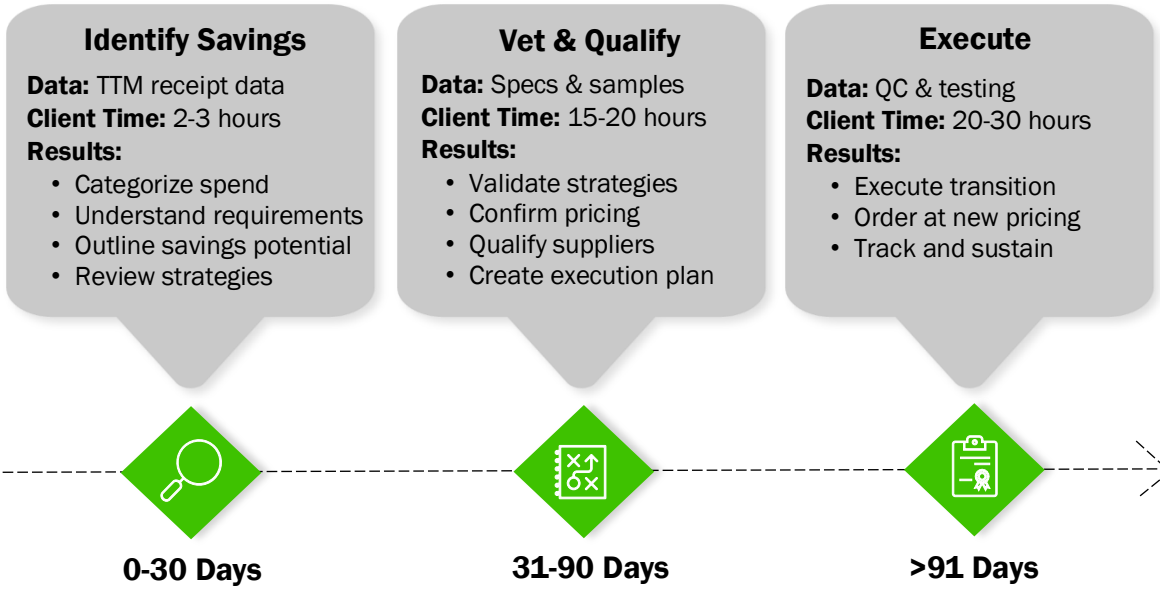 Identify Savings
Data: TTM receipt data
Client Time: 2-3 hours
Results:
• Categorize spend
• Understand requirements
• Outline savings potential
• Review strategies
Vet & Qualify
Data: Specs & samples
Client Time: 15-20 hours
Results:
• Validate strategies
• Confirm pricing
• Qualify suppliers
• Create execution plan
Execute
Data: QC & testing
Client Time: 20-30 hours
Results:
• Execute transition
• Order at new pricing
• Track and sustain
0-30 Days
31-90 Days
>91 Days